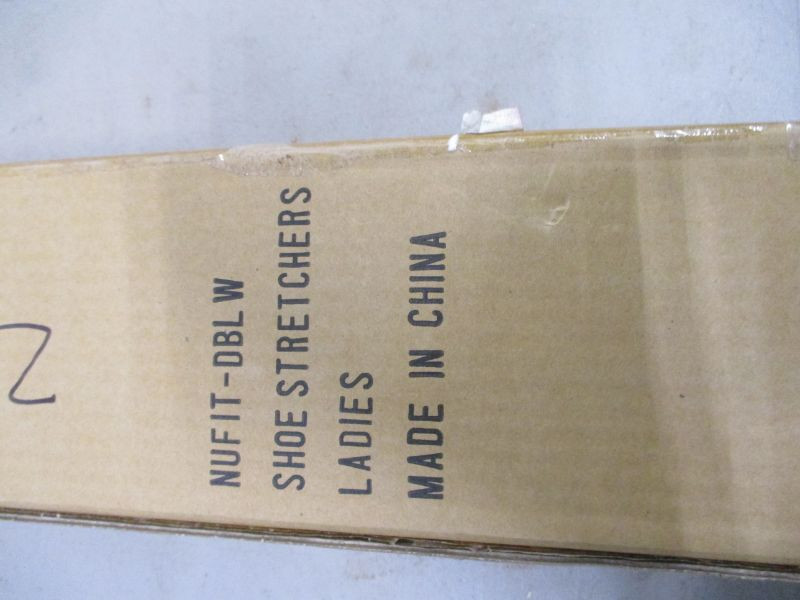 NUFIT-DBL W
SHOE STRETCHERS
LADIES
MADE IN CHINA